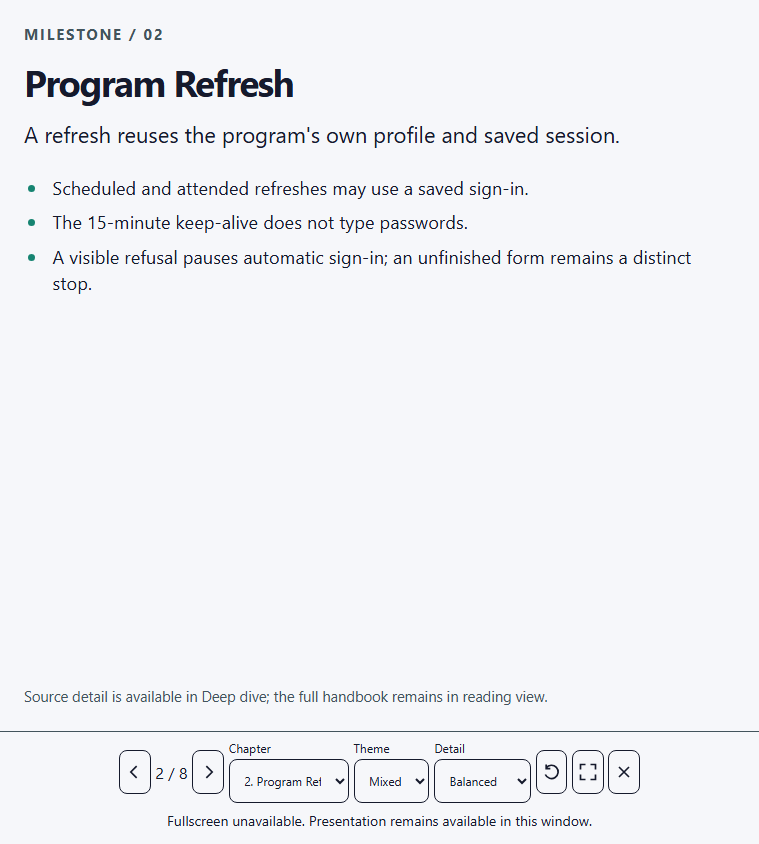 MILESTONE / 02
Program Refresh
A refresh reuses the program's own profile and saved session.
Scheduled and attended refreshes may use a saved sign-in.
The 15-minute keep-alive does not type passwords.
A visible refusal pauses automatic sign-in; an unfinished form remains a distinct
stop.
Source detail is available in Deep dive; the full handbook remains in reading view.
Chapter Theme Detail
2 / 8 2. Program Ref Mixed Balanced
Fullscreen unavailable. Presentation remains available in this window.